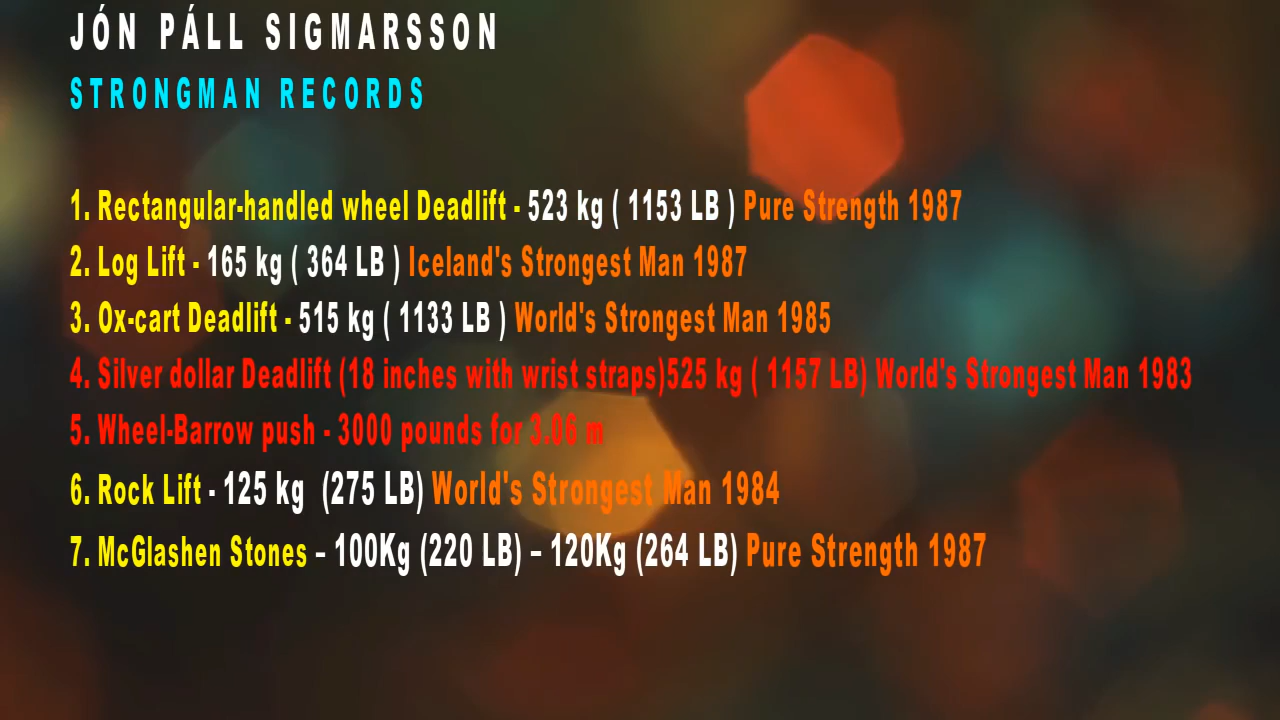 JÓN PÁLL SIGMARSSON
STRONGMAN RECORDS
1. Rectangular-handled wheel Deadlift - 523 kg ( 1153 LB ) Pure Strength 1987
2. Log Lift - 165 kg ( 364 LB ) Iceland's Strongest Man 1987
3. Ox-cart Deadlift - 515 kg ( 1133 LB ) World's Strongest Man 1985
4. Silver dollar Deadlift (18 inches with wrist straps)525 kg ( 1157 LB) World's Strongest Man 1983
5. Wheel-Barrow push - 3000 pounds for 3.06 m
6. Rock Lift - 125 kg (275 LB) World's Strongest Man 1984
7. McGlashen Stones – 100Kg (220 LB) – 120Kg (264 LB) Pure Strength 1987